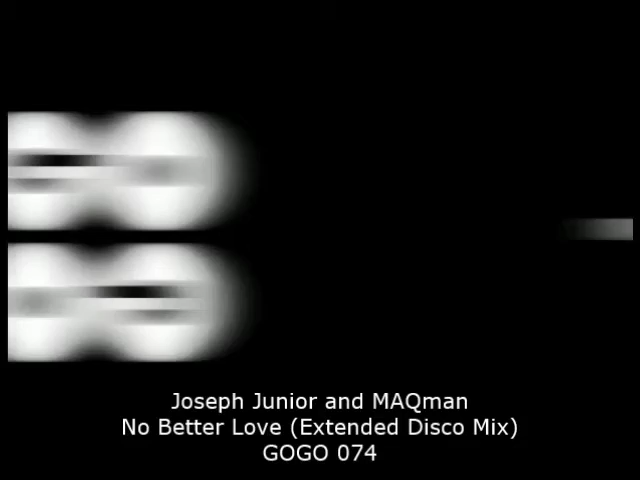 Joseph Junior and MAQman
No Better Love (Extended Disco Mix)
GOGO 074